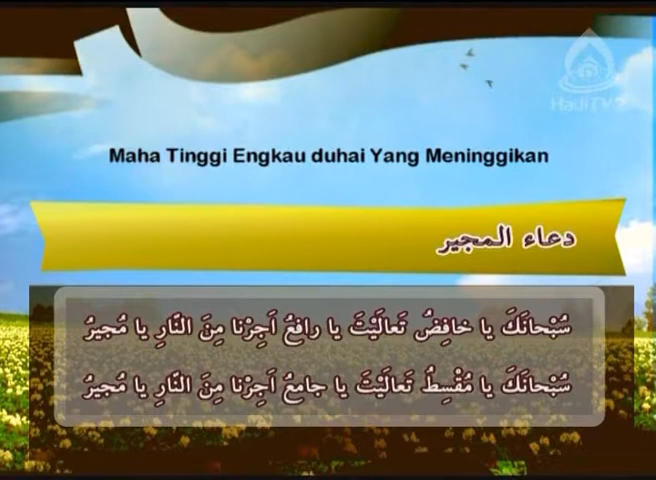 HajiTV2
Maha Tinggi Engkau duhai Yang Meninggikan
دعاء المجير
سُبْحانَكَ يا خافِضُ تَعالَيْتَ يا رافِعُ اَجِرْنا مِنَ النّارِ يا مُجيرُ
سُبْحانَكَ يا مُقْسِطُ تَعالَيْتَ يا جامِعُ اَجِرْنا مِنَ النّارِ يا مُجيرُ